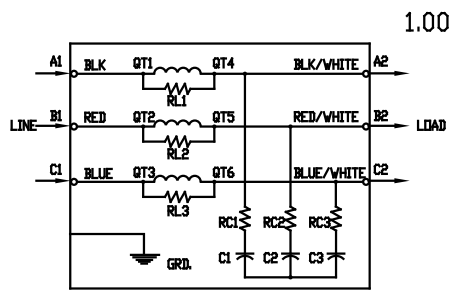 1.00
A1 BLK QT1 QT4 BLK/WHITE A2
RL1
B1 RED QT2 QT5 RED/WHITE B2
LINE LOAD
RL2
C1 BLUE QT3 QT6 BLUE/WHITE C2
RL3
RC1 RC2 RC3
C1 C2 C3
GRD.